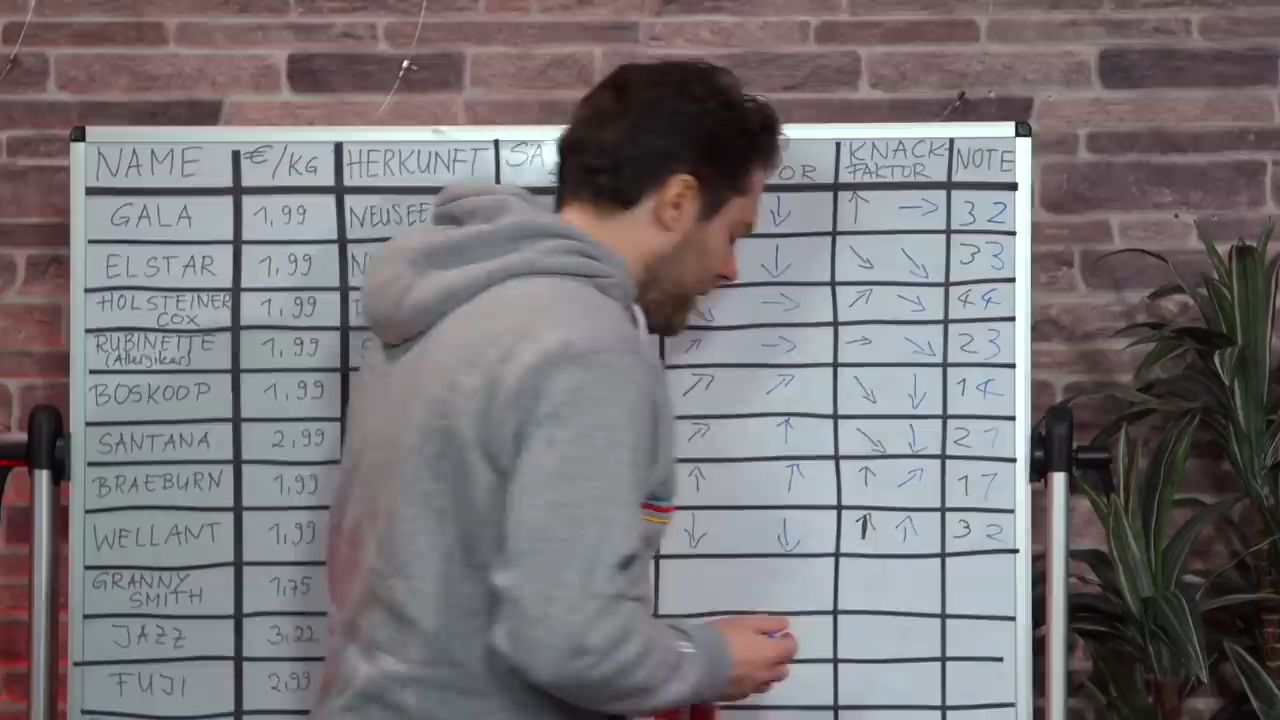 NAME €/KG HERKUNFT SA OR KNACK-
FAKTOR NOTE
GALA 1,99 NEUSEE ↓ ↑ → 3 2
ELSTAR 1,99 N ↓ ↘ ↘ 3 3
HOLSTEINER
COX 1,99 ↘ → ↗ ↘ 4 4
RUBINETTE
(Allergiker) 1,99 ↗ → → ↘ 2 3
BOSKOOP 1,99 ↗ ↗ ↘ ↓ 1 4
SANTANA 2,99 ↗ ↑ ↘ ↓ 2 1
BRAEBURN 1,99 ↑ ↑ ↑ ↗ 1 7
WELLANT 1,99 ↓ ↓ ↑ ↑ 3 2
GRANNY
SMITH 1,75
JAZZ 3,22
FUJI 2,99